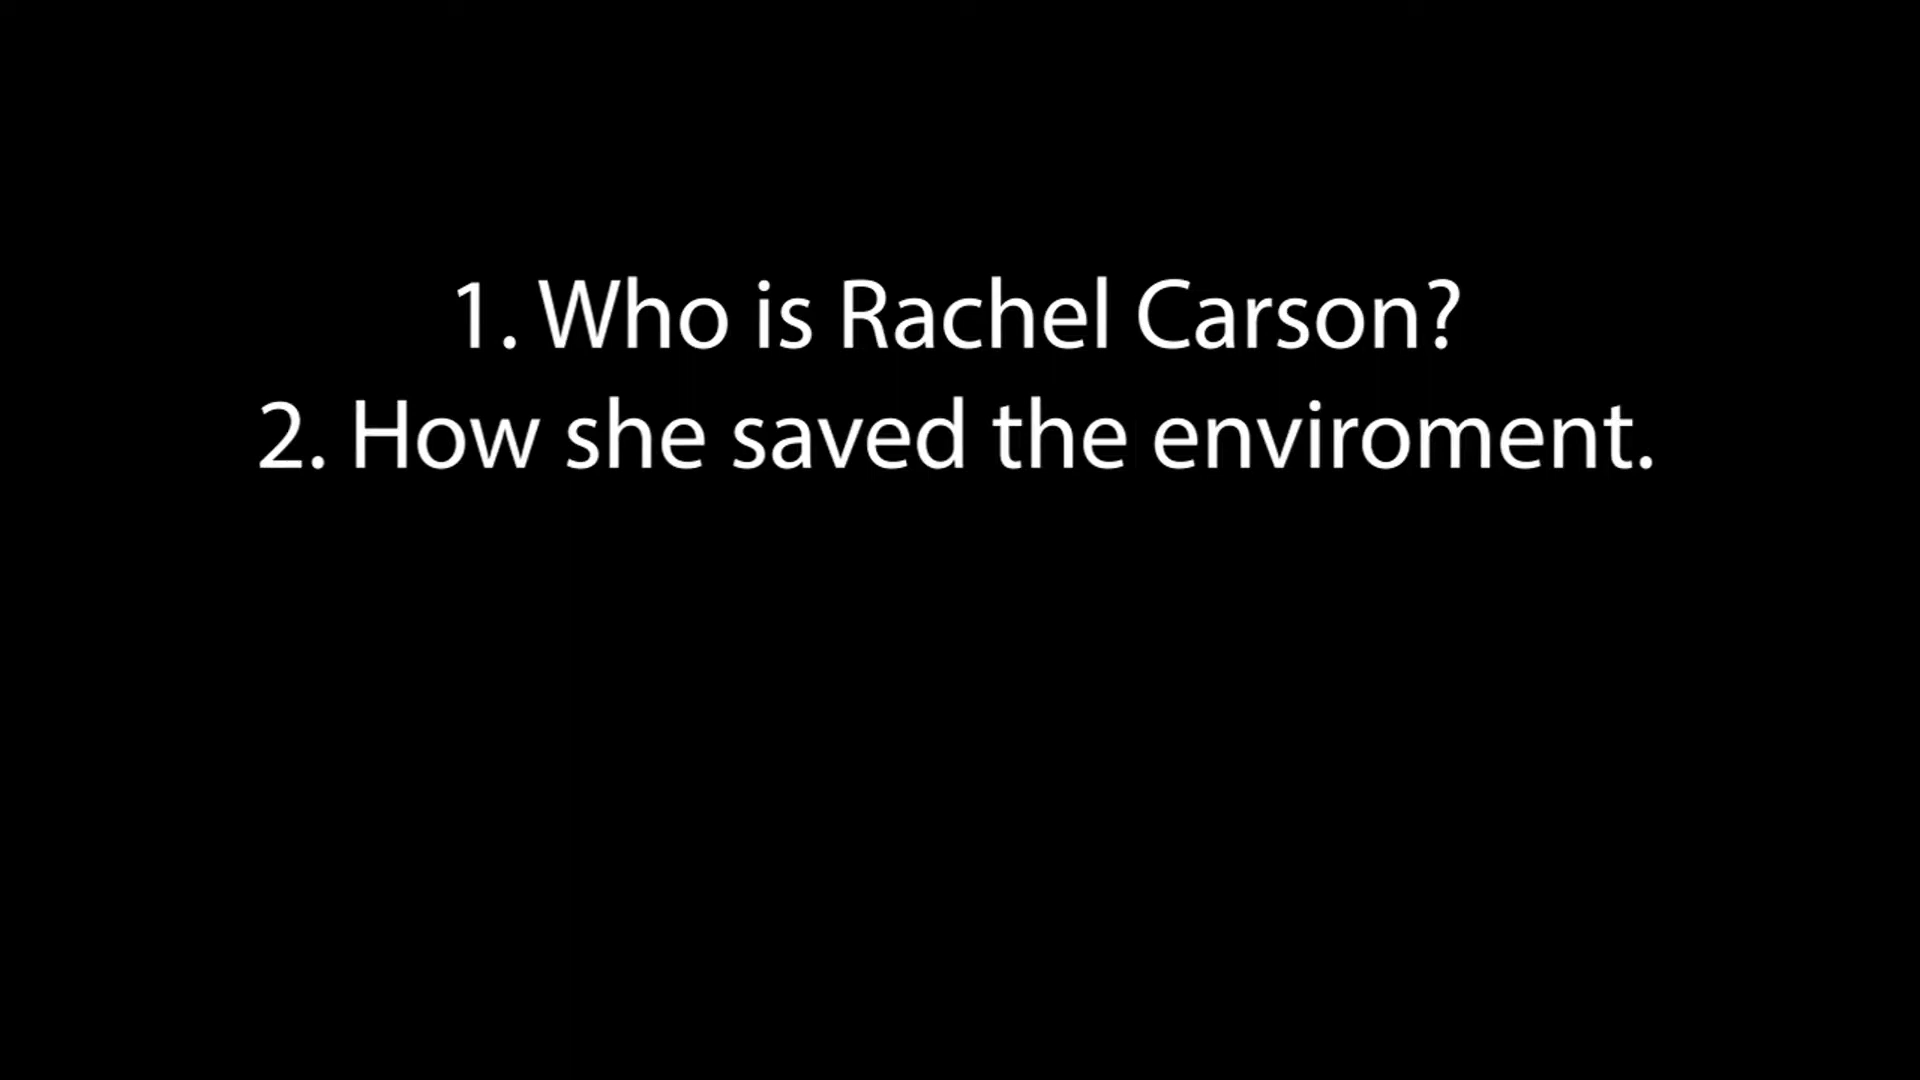 1. Who is Rachel Carson?
2. How she saved the enviroment.